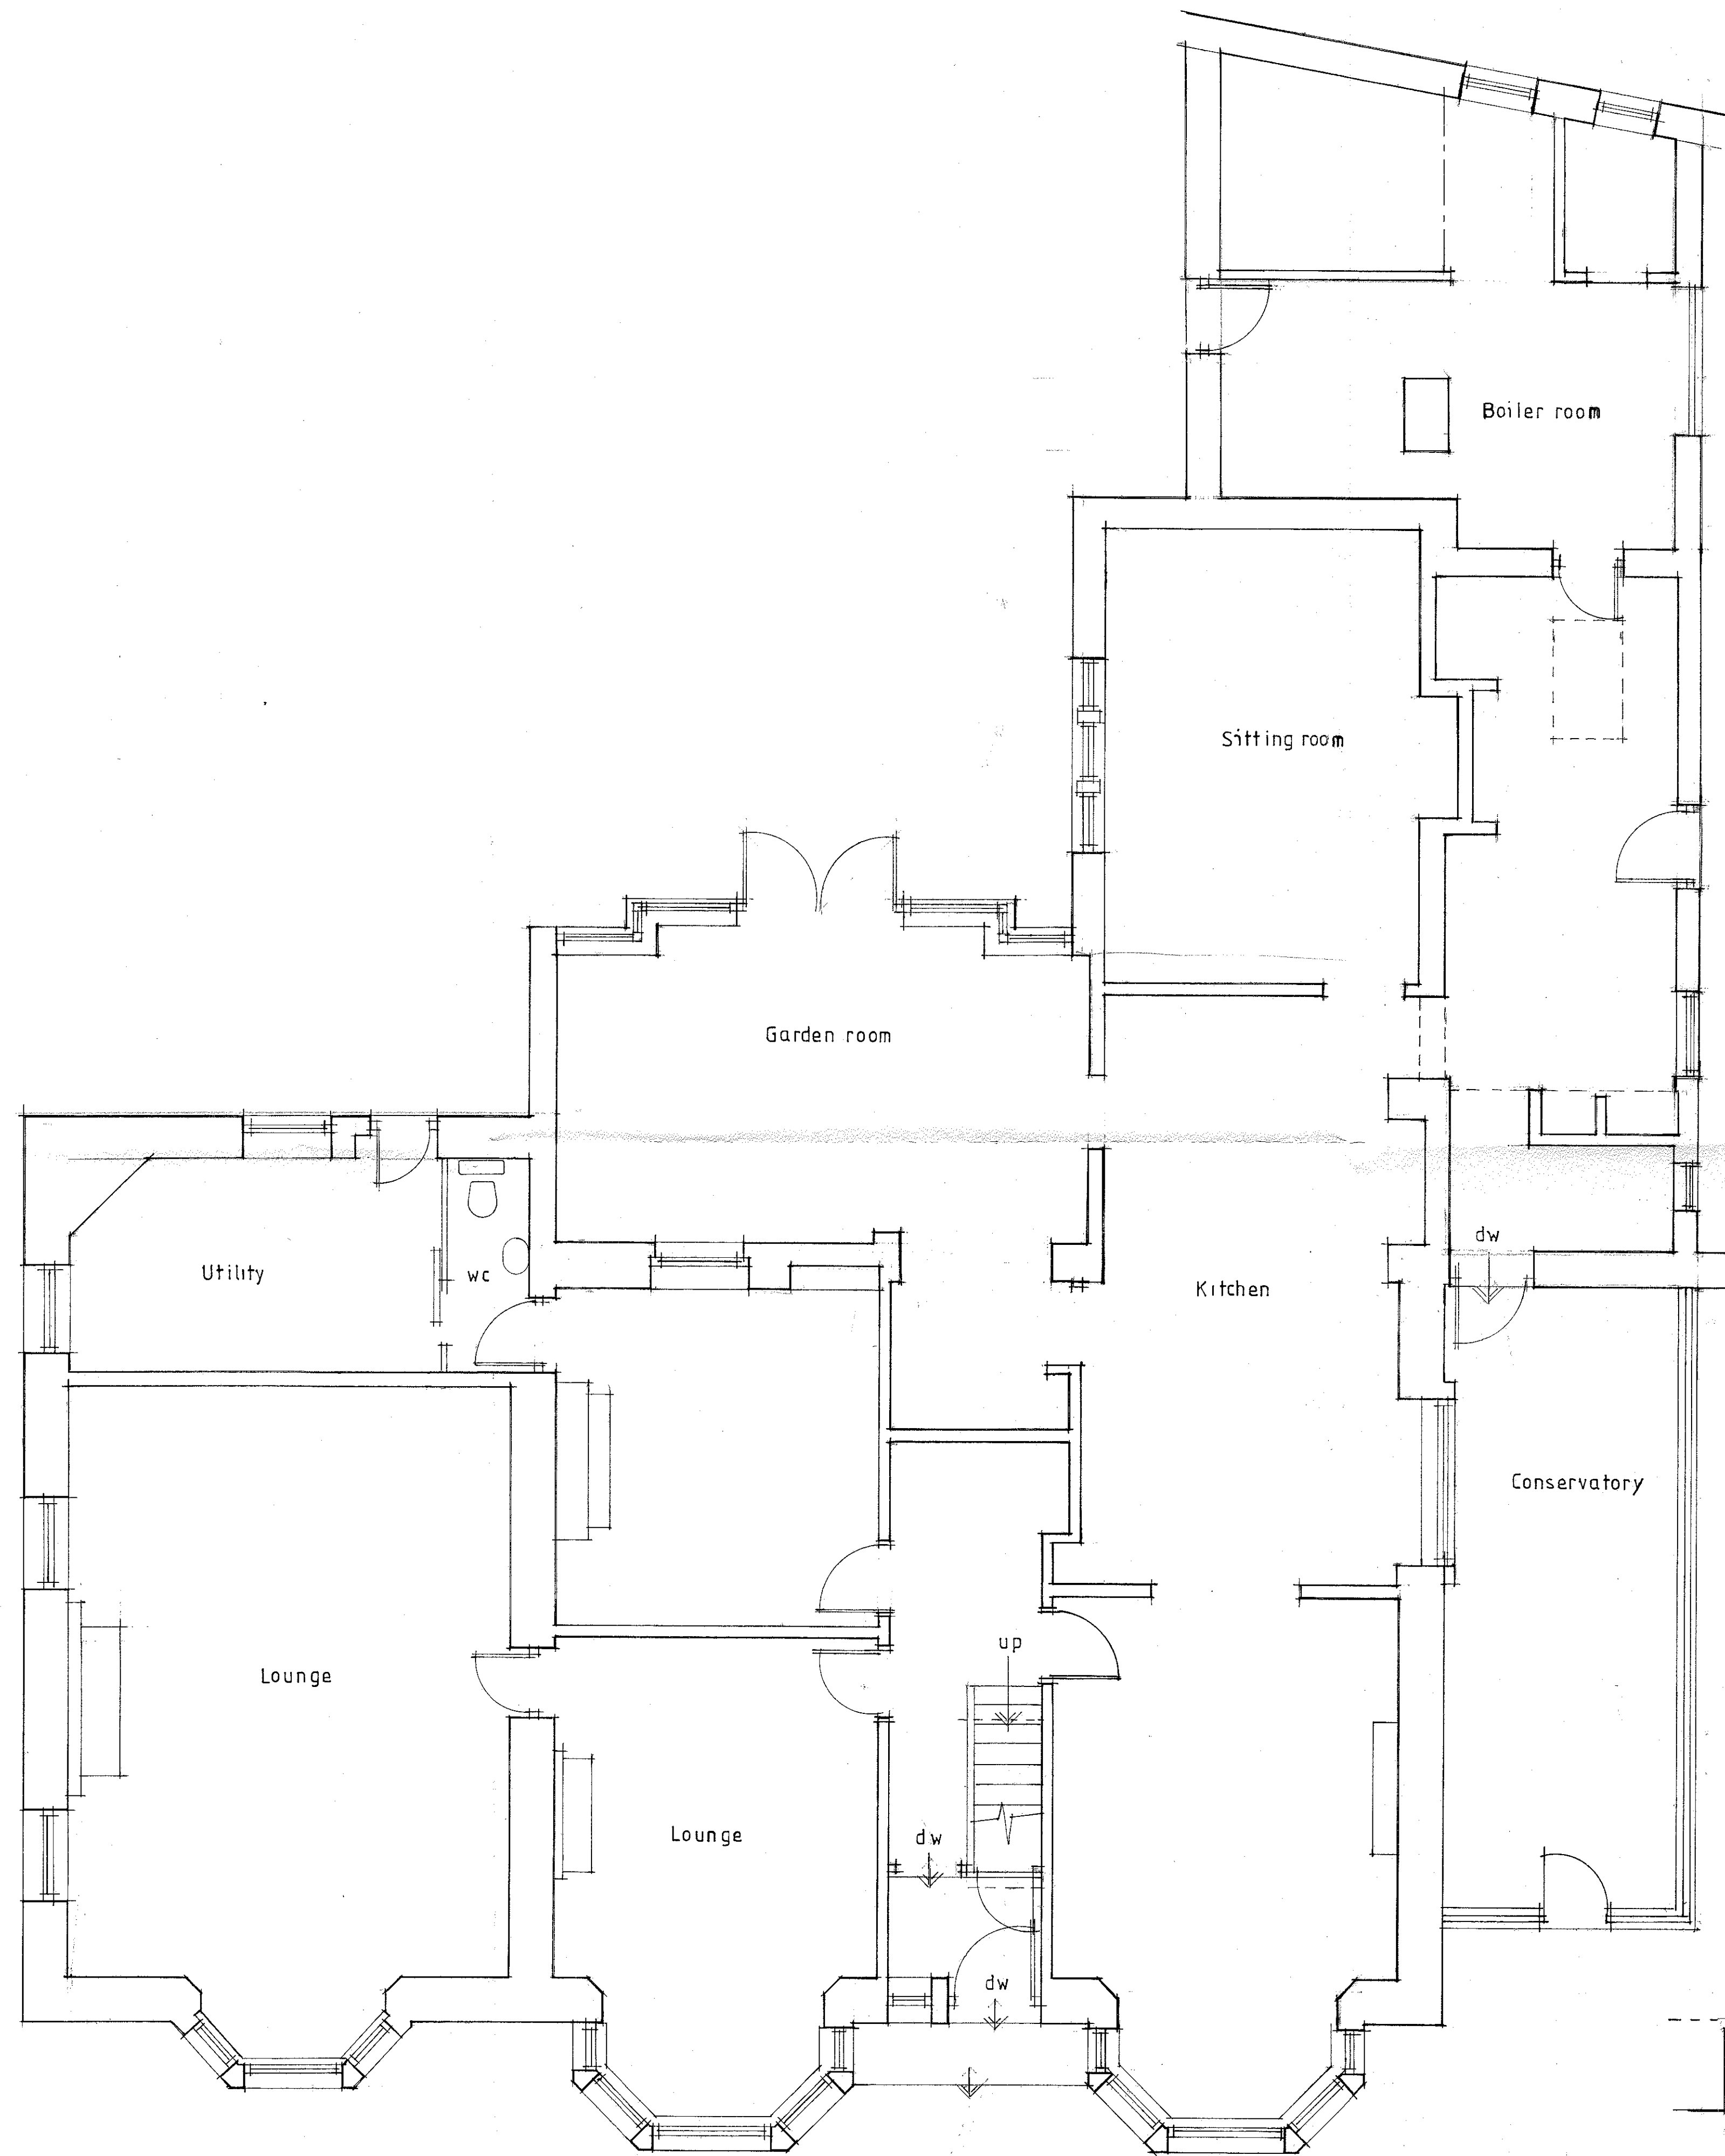 Boiler room
Sitting room
Garden room
dw
Utility
wc
Kitchen
Conservatory
up
Lounge
Lounge
dw
dw